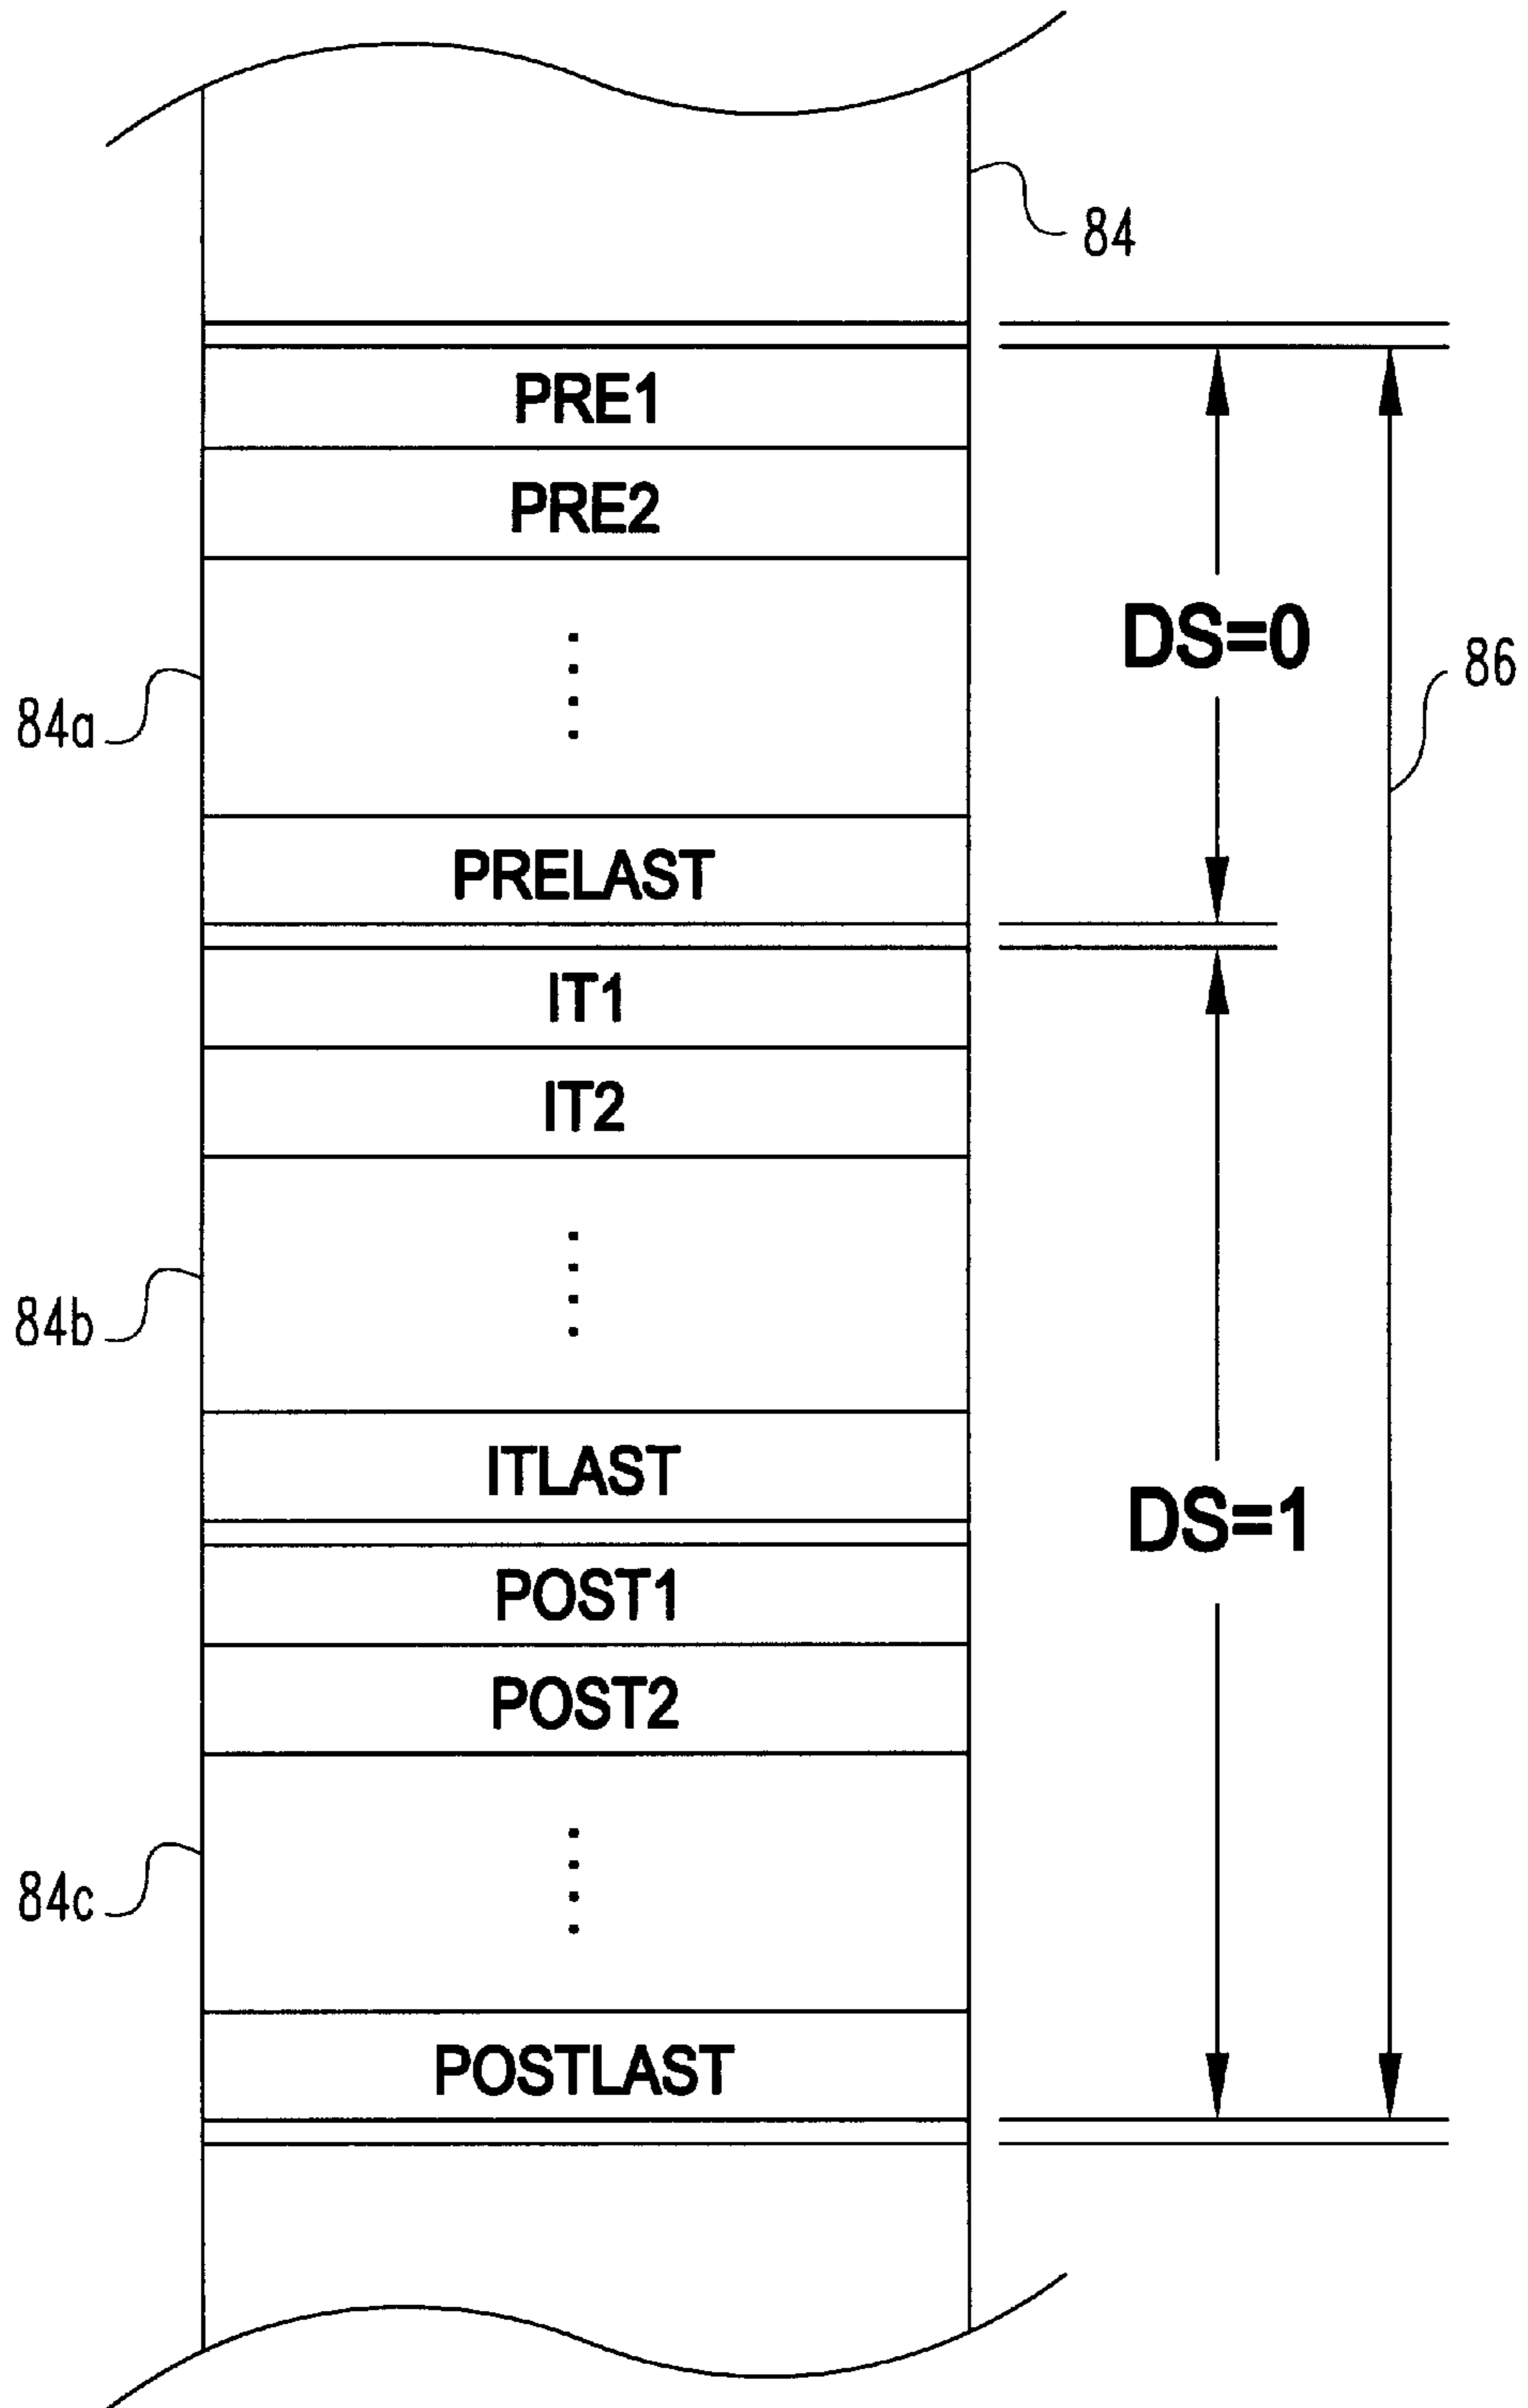 84
PRE1
PRE2
DS=0
86
84a
PRELAST
IT1
IT2
84b
ITLAST
DS=1
POST1
POST2
84c
POSTLAST